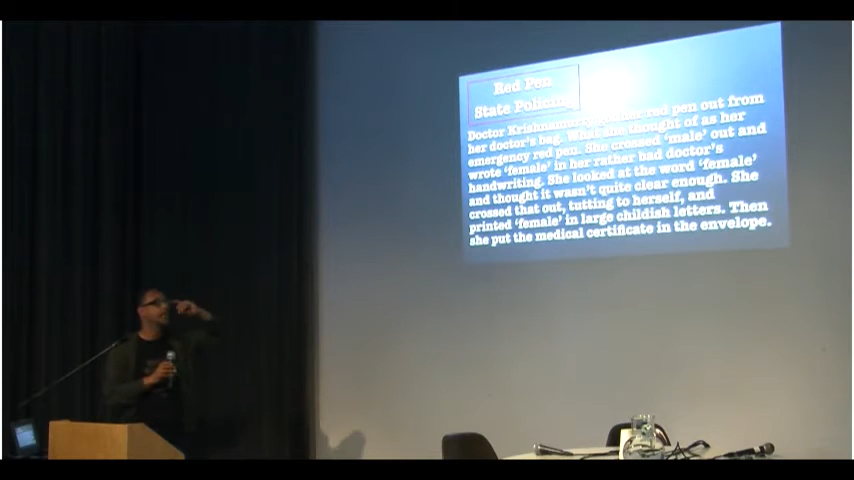 Red Pen
State Policing
Doctor Krishnamurty red pen out from
her doctor's bag. What she thought of as her
emergency red pen. She crossed 'male' out and
wrote 'female' in her rather bad doctor's
handwriting. She looked at the word 'female'
and thought it wasn't quite clear enough. She
crossed that out, tutting to herself, and
printed 'female' in large childish letters. Then
she put the medical certificate in the envelope.